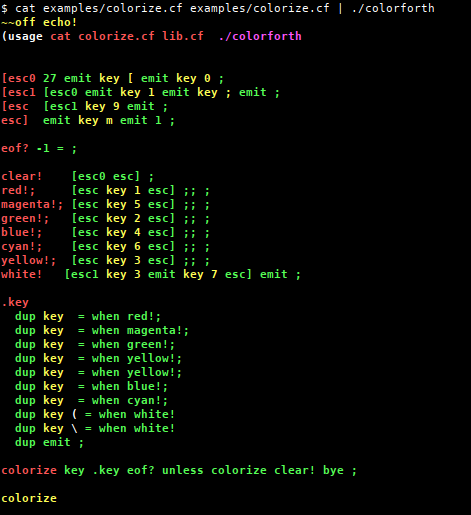 $ cat examples/colorize.cf examples/colorize.cf | ./colorforth
~~off echo!
(usage cat colorize.cf lib.cf  ./colorforth
[esc0 27 emit key [ emit key 0 ;
[esc1 [esc0 emit key 1 emit key ; emit ;
[esc  [esc1 key 9 emit ;
esc]  emit key m emit 1 ;
eof? -1 = ;
clear!    [esc0 esc] ;
red!;     [esc key 1 esc] ;; ;
magenta!; [esc key 5 esc] ;; ;
green!;   [esc key 2 esc] ;; ;
blue!;    [esc key 4 esc] ;; ;
cyan!;    [esc key 6 esc] ;; ;
yellow!;  [esc key 3 esc] ;; ;
white!   [esc1 key 3 emit key 7 esc] emit ;
.key
  dup key  = when red!;
  dup key  = when magenta!;
  dup key  = when green!;
  dup key  = when yellow!;
  dup key  = when yellow!;
  dup key  = when blue!;
  dup key  = when cyan!;
  dup key ( = when white!
  dup key \ = when white!
  dup emit ;
colorize key .key eof? unless colorize clear! bye ;
colorize